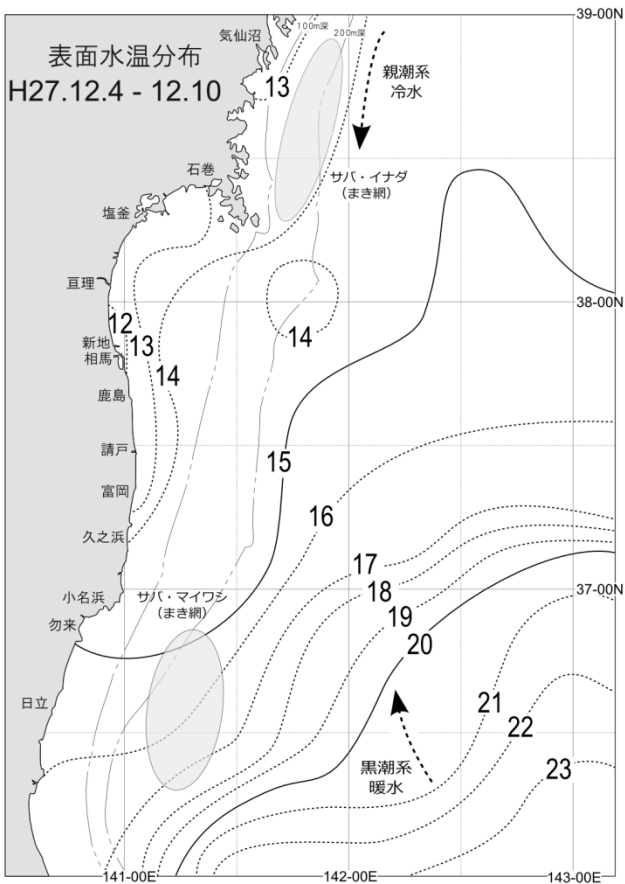 39-00N
気仙沼
100m深
200m深
表面水温分布
H27.12.4 - 12.10
13
親潮系
冷水
石巻
サバ・イナダ
（まき網）
塩釜
亘理
38-00N
12
13
14
14
新地
相馬
鹿島
請戸
15
富岡
16
久之浜
17
37-00N
18
小名浜
サバ・マイワシ
（まき網）
19
勿来
20
日立
21
22
黒潮系
暖水
23
141-00E
142-00E
143-00E